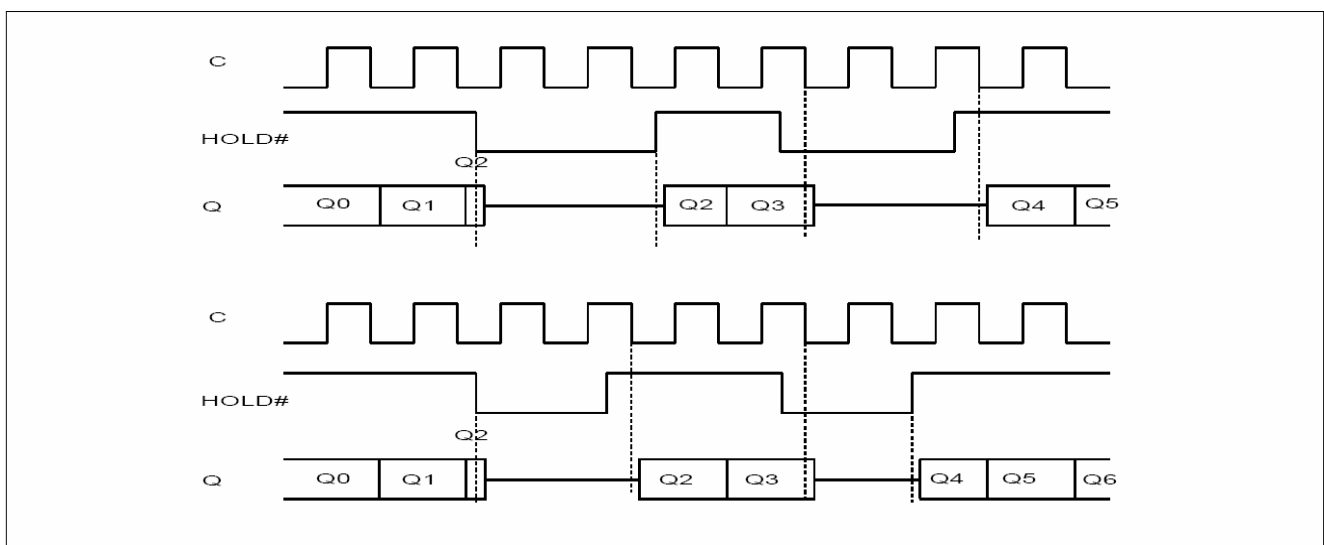 C
HOLD#
Q2
Q Q0 Q1 Q2 Q3 Q4 Q5
C
HOLD#
Q2
Q Q0 Q1 Q2 Q3 Q4 Q5 Q6